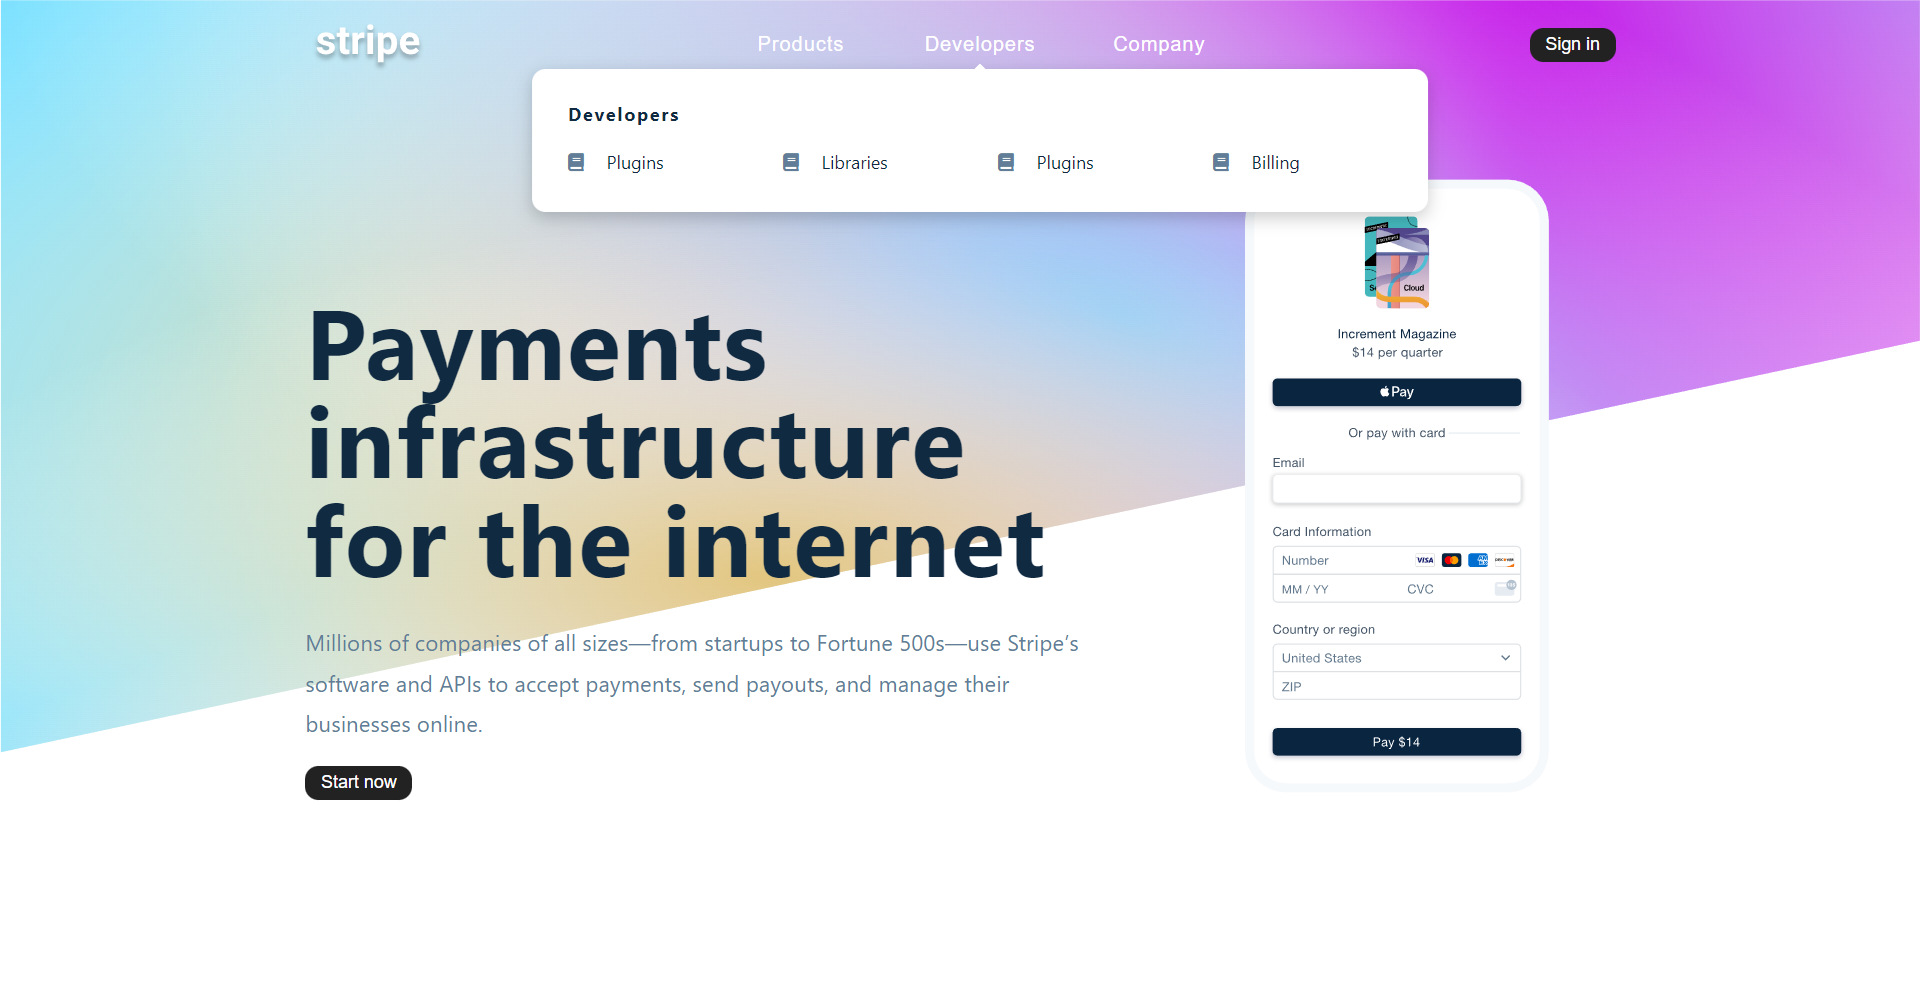 stripe
Products Developers Company
Sign in
Developers
Plugins Libraries Plugins Billing
Payments
infrastructure
for the internet
Millions of companies of all sizes—from startups to Fortune 500s—use Stripe’s
software and APIs to accept payments, send payouts, and manage their
businesses online.
Start now
Cloud
Increment Magazine
$14 per quarter
Pay
Or pay with card
Email
Card Information
Number VISA
MM / YY CVC
Country or region
United States
ZIP
Pay $14